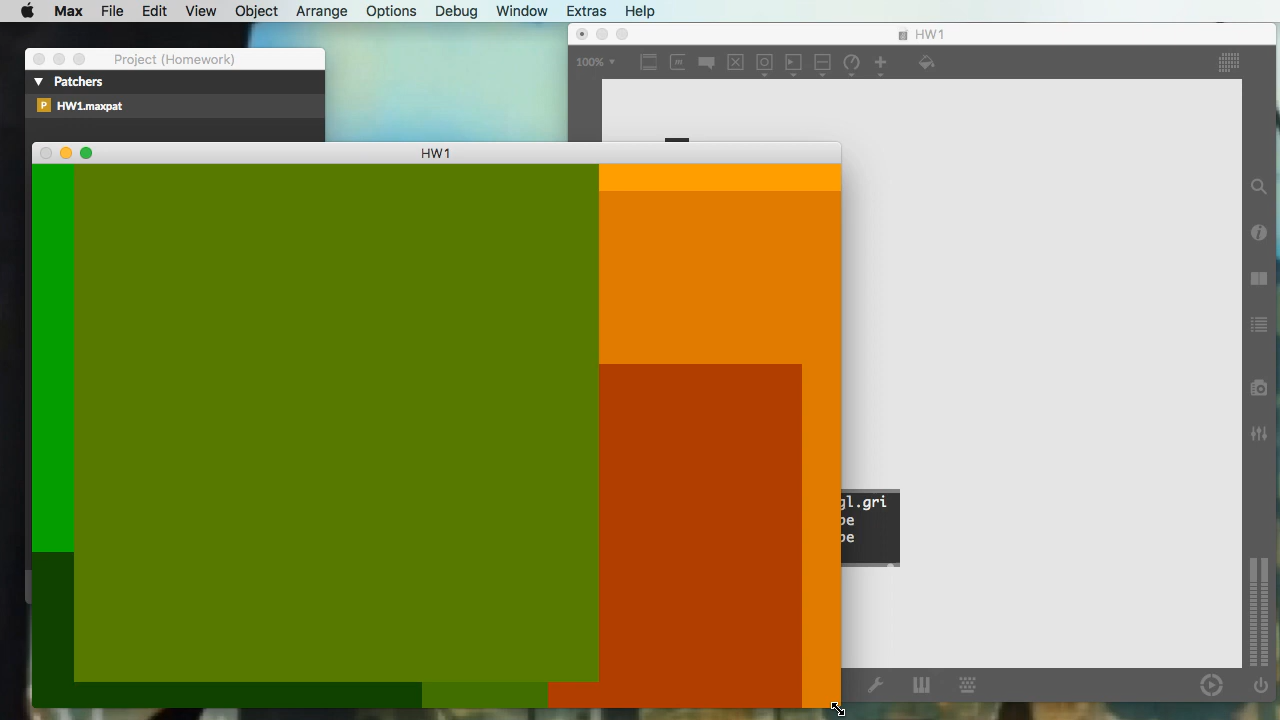 Max File Edit View Object Arrange Options Debug Window Extras Help
Project (Homework)
Patchers
P HW1.maxpat
HW1
100%
m
HW1
gl.gri
pe
pe